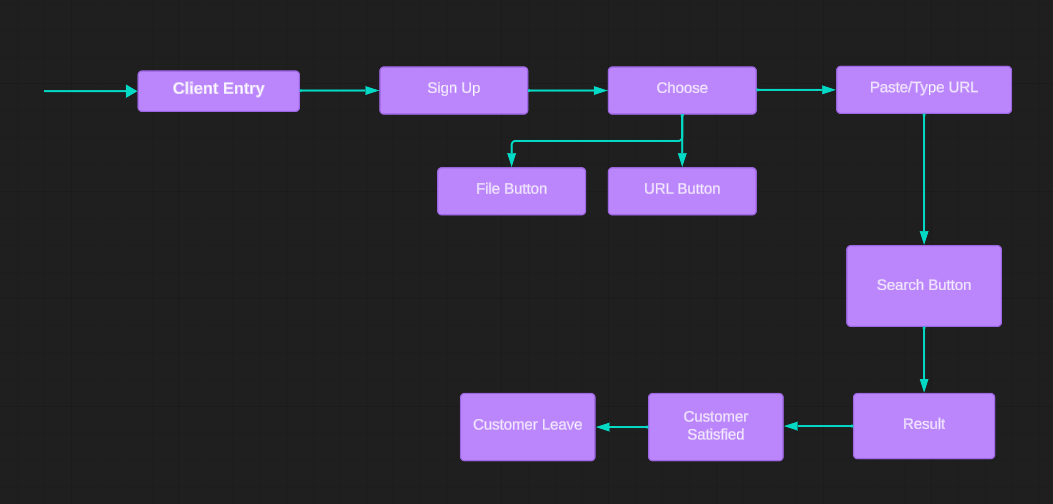 Client Entry
Sign Up
Choose
Paste/Type URL
File Button
URL Button
Search Button
Result
Customer
Satisfied
Customer Leave